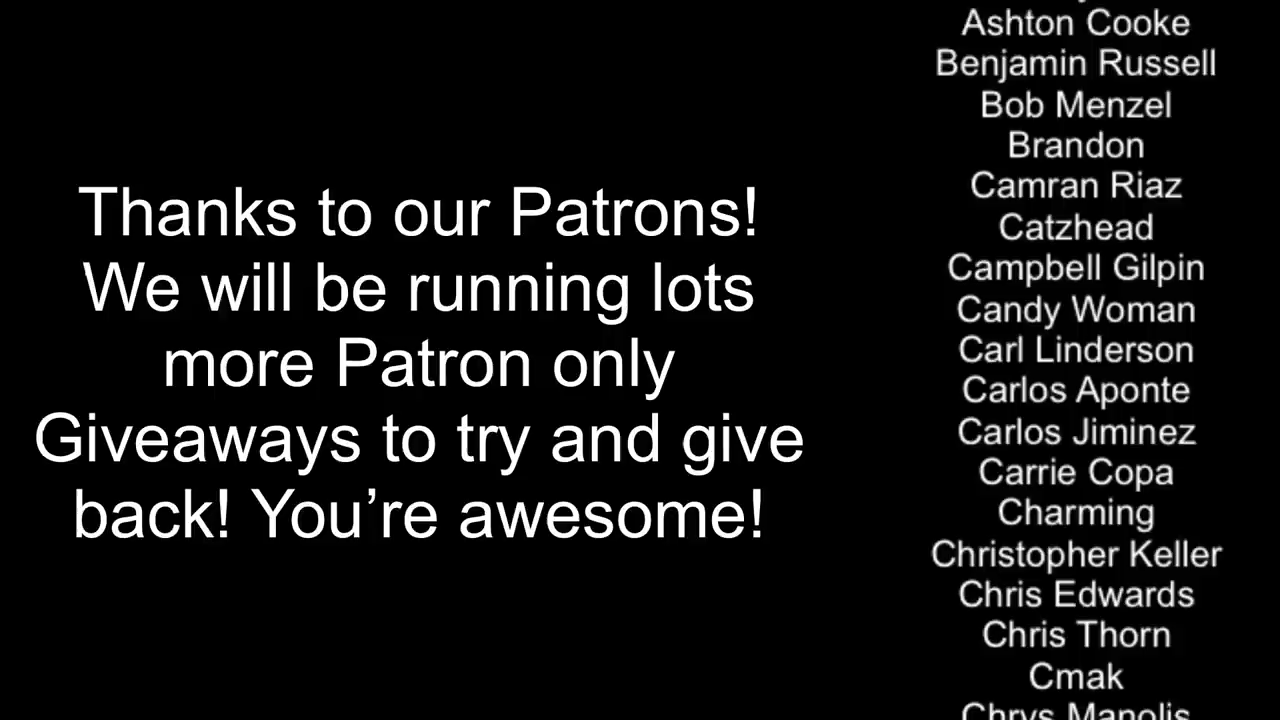 Thanks to our Patrons!
We will be running lots
more Patron only
Giveaways to try and give
back! You’re awesome!
Ashton Cooke
Benjamin Russell
Bob Menzel
Brandon
Camran Riaz
Catzhead
Campbell Gilpin
Candy Woman
Carl Linderson
Carlos Aponte
Carlos Jiminez
Carrie Copa
Charming
Christopher Keller
Chris Edwards
Chris Thorn
Cmak
Chrys Manolis